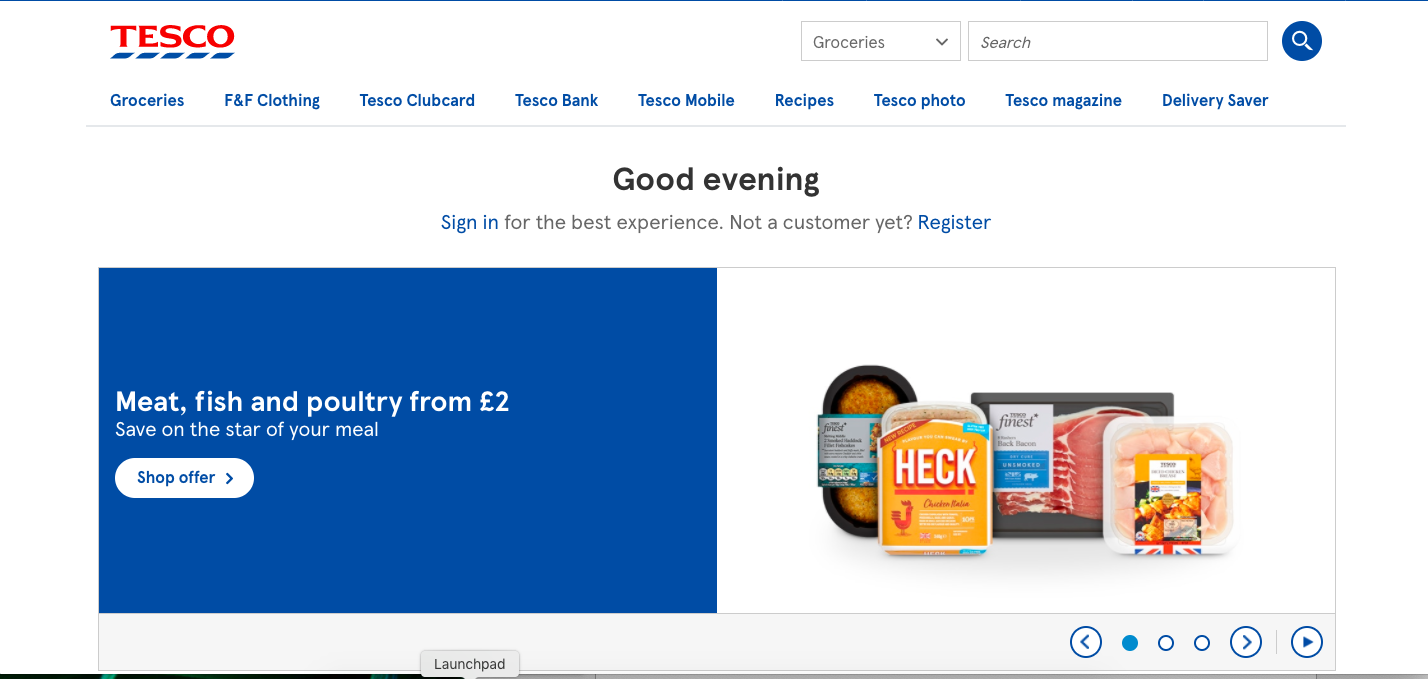 TESCO
Groceries
Search
Groceries F&F Clothing Tesco Clubcard Tesco Bank Tesco Mobile Recipes Tesco photo Tesco magazine Delivery Saver
Good evening
Sign in for the best experience. Not a customer yet? Register
Meat, fish and poultry from £2
Save on the star of your meal
Shop offer
TESCO
finest*
NEW RECIPE
HECK
Chicken Italia
HECK
TESCO
finest*
Back Bacon
UNSMOKED
TESCO
Launchpad